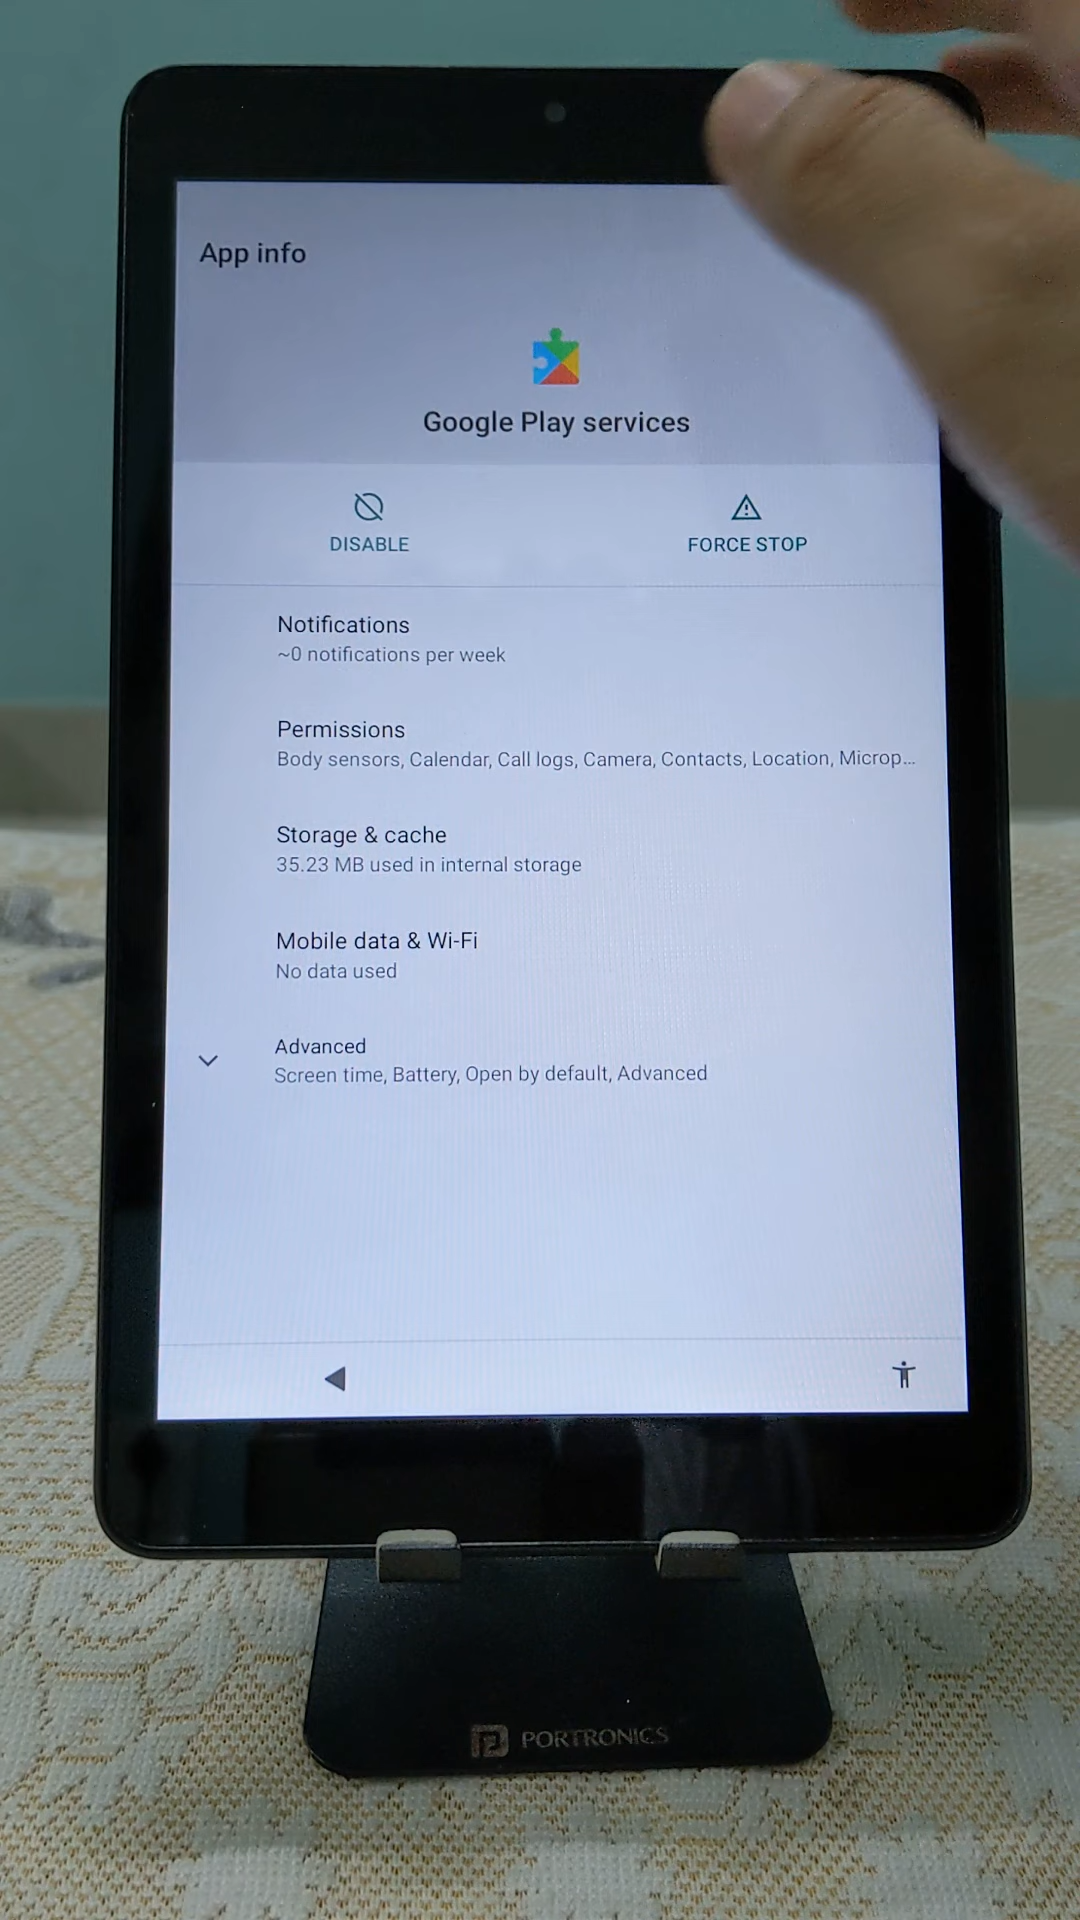 App info
Google Play services
DISABLE
FORCE STOP
Notifications
~0 notifications per week
Permissions
Body sensors, Calendar, Call logs, Camera, Contacts, Location, Microp...
Storage & cache
35.23 MB used in internal storage
Mobile data & Wi-Fi
No data used
Advanced
Screen time, Battery, Open by default, Advanced
PORTRONICS